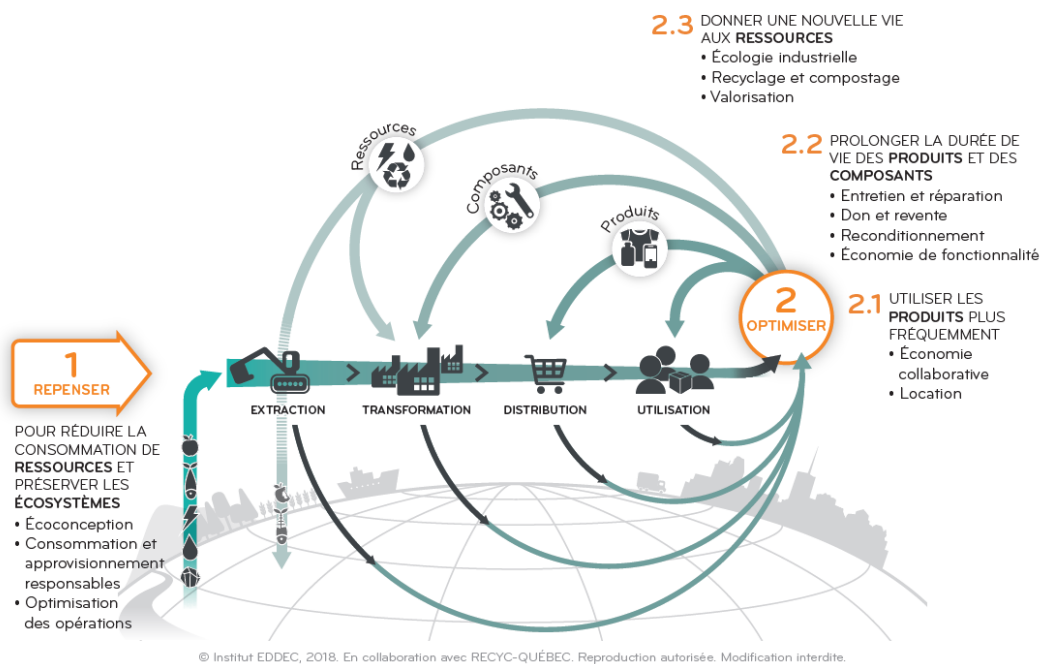 2.3 DONNER UNE NOUVELLE VIE
AUX RESSOURCES
• Écologie industrielle
• Recyclage et compostage
• Valorisation
Ressources
Composants
Produits
2.2 PROLONGER LA DURÉE DE
VIE DES PRODUITS ET DES
COMPOSANTS
• Entretien et réparation
• Don et revente
• Reconditionnement
• Économie de fonctionnalité
2
OPTIMISER
2.1 UTILISER LES
PRODUITS PLUS
FRÉQUEMMENT
• Économie
collaborative
• Location
1
REPENSER
EXTRACTION
TRANSFORMATION
DISTRIBUTION
UTILISATION
POUR RÉDUIRE LA
CONSOMMATION DE
RESSOURCES ET
PRÉSERVER LES
ÉCOSYSTÈMES
• Écoconception
• Consommation et
approvisionnement
responsables
• Optimisation
des opérations
© Institut EDDEC, 2018. En collaboration avec RECYC-QUÉBEC. Reproduction autorisée. Modification interdite.